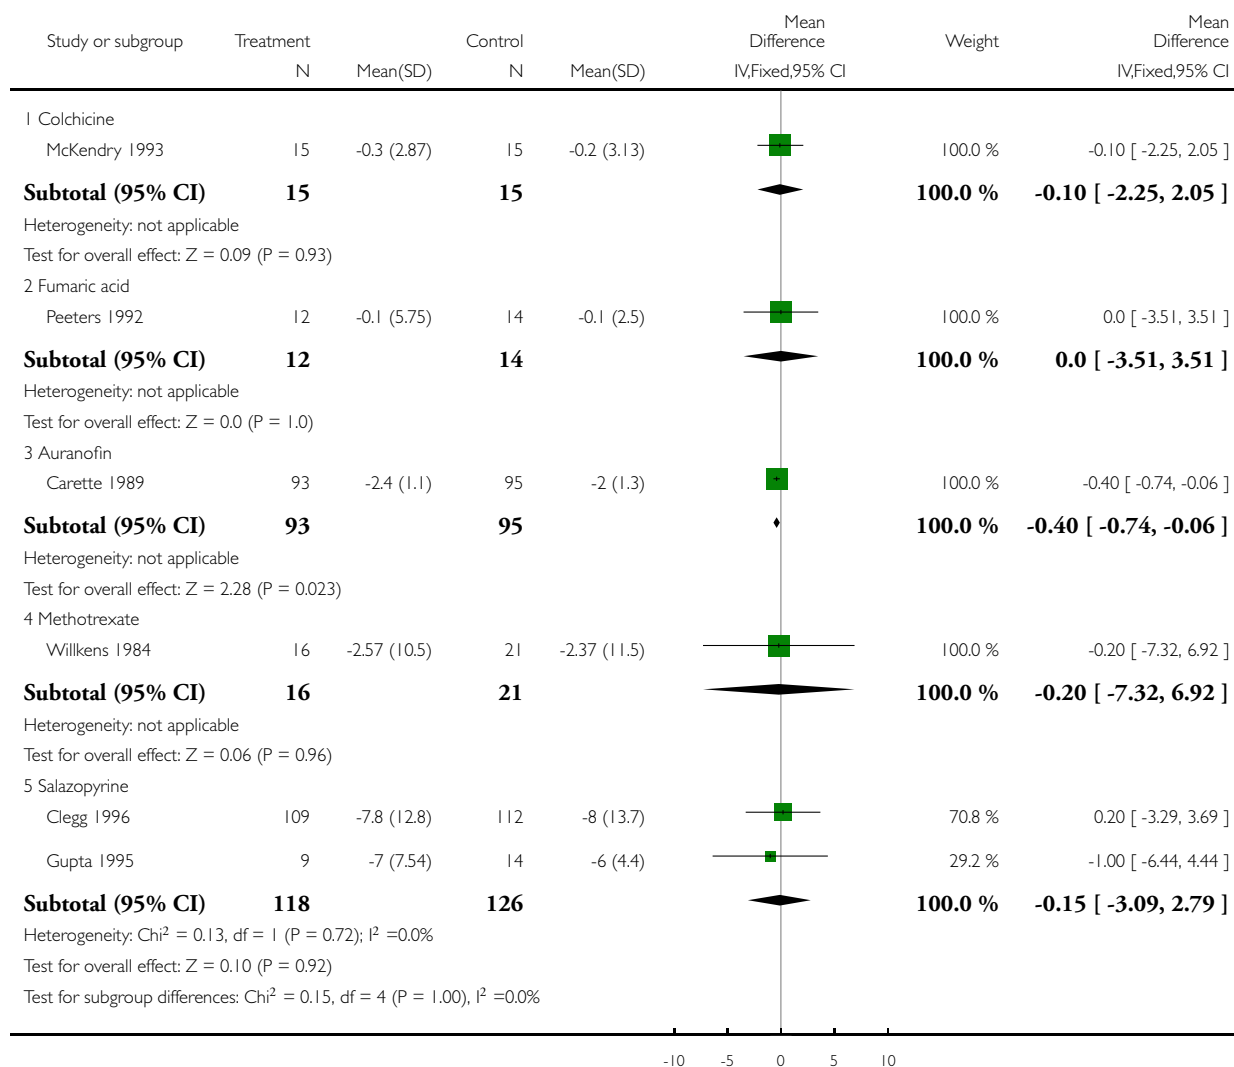 Study or subgroup Treatment Control Mean Difference Weight Mean Difference
N Mean(SD) N Mean(SD) IV,Fixed,95% CI IV,Fixed,95% CI
1 Colchicine
McKendry 1993 15 -0.3 (2.87) 15 -0.2 (3.13) 100.0 % -0.10 [ -2.25, 2.05 ]
Subtotal (95% CI) 15 15 100.0 % -0.10 [ -2.25, 2.05 ]
Heterogeneity: not applicable
Test for overall effect: Z = 0.09 (P = 0.93)
2 Fumaric acid
Peeters 1992 12 -0.1 (5.75) 14 -0.1 (2.5) 100.0 % 0.0 [ -3.51, 3.51 ]
Subtotal (95% CI) 12 14 100.0 % 0.0 [ -3.51, 3.51 ]
Heterogeneity: not applicable
Test for overall effect: Z = 0.0 (P = 1.0)
3 Auranofin
Carette 1989 93 -2.4 (1.1) 95 -2 (1.3) 100.0 % -0.40 [ -0.74, -0.06 ]
Subtotal (95% CI) 93 95 100.0 % -0.40 [ -0.74, -0.06 ]
Heterogeneity: not applicable
Test for overall effect: Z = 2.28 (P = 0.023)
4 Methotrexate
Willkens 1984 16 -2.57 (10.5) 21 -2.37 (11.5) 100.0 % -0.20 [ -7.32, 6.92 ]
Subtotal (95% CI) 16 21 100.0 % -0.20 [ -7.32, 6.92 ]
Heterogeneity: not applicable
Test for overall effect: Z = 0.06 (P = 0.96)
5 Salazopyrine
Clegg 1996 109 -7.8 (12.8) 112 -8 (13.7) 70.8 % 0.20 [ -3.29, 3.69 ]
Gupta 1995 9 -7 (7.54) 14 -6 (4.4) 29.2 % -1.00 [ -6.44, 4.44 ]
Subtotal (95% CI) 118 126 100.0 % -0.15 [ -3.09, 2.79 ]
Heterogeneity: Chi² = 0.13, df = 1 (P = 0.72); I² =0.0%
Test for overall effect: Z = 0.10 (P = 0.92)
Test for subgroup differences: Chi² = 0.15, df = 4 (P = 1.00), I² =0.0%
-10 -5 0 5 10